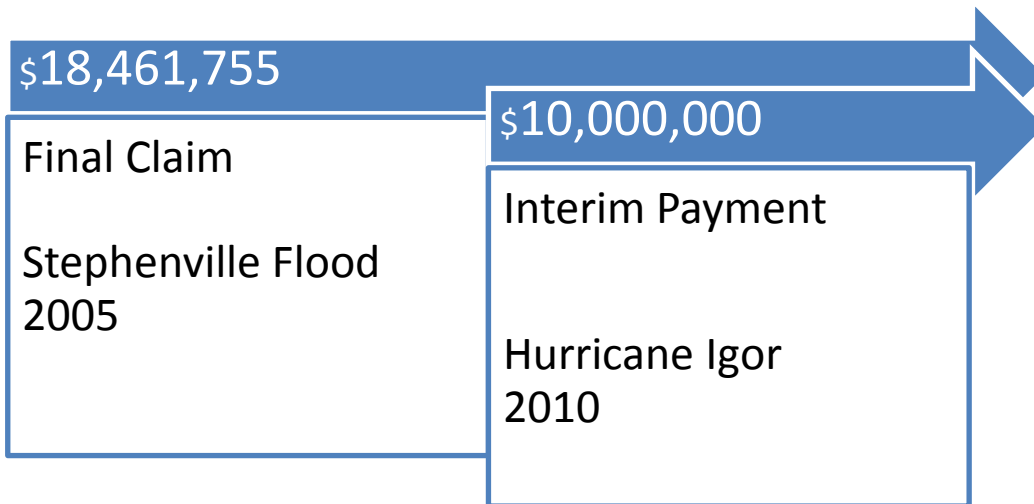 $18,461,755
Final Claim
Stephenville Flood
2005
$10,000,000
Interim Payment
Hurricane Igor
2010